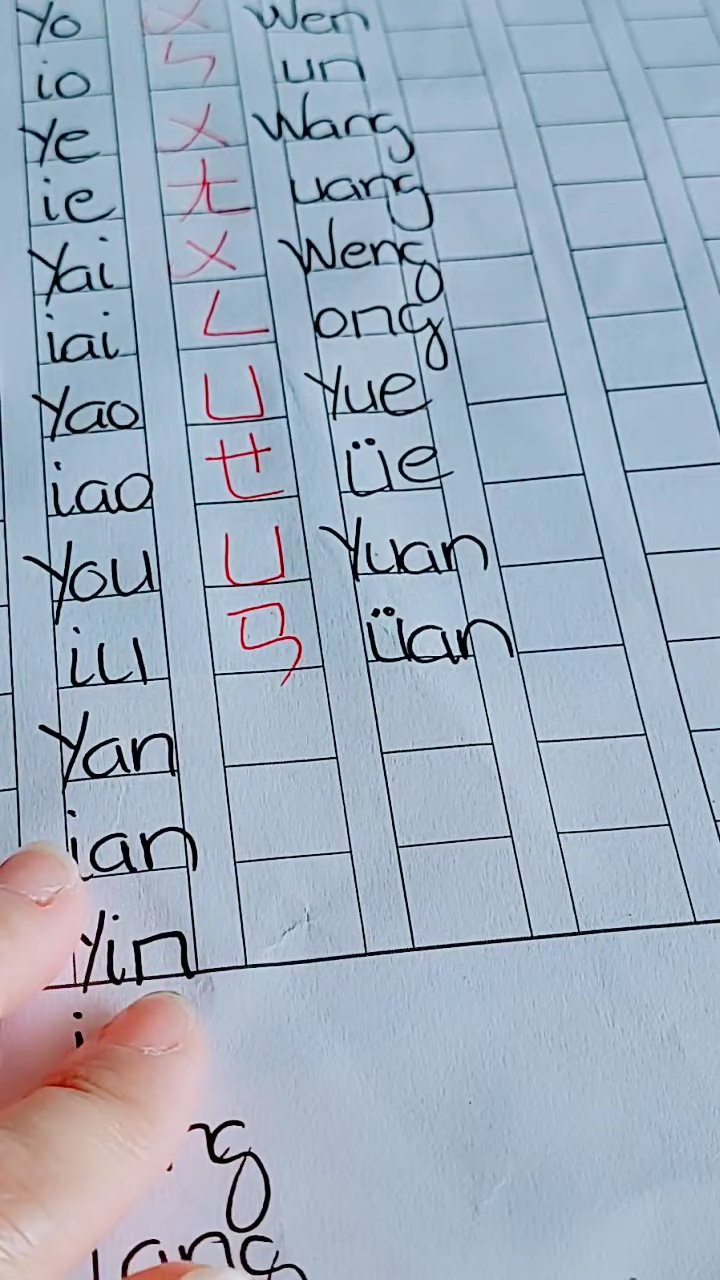 Yo ㄨ Wen
io ㄣ un
Ye ㄨ Wang
ie ㄤ uang
Yai ㄨ Weng
iai ㄥ ong
Yao ㄩ Yue
iao ㄝ üe
You ㄩ Yuan
iu ㄢ üan
Yan
ian
Yin